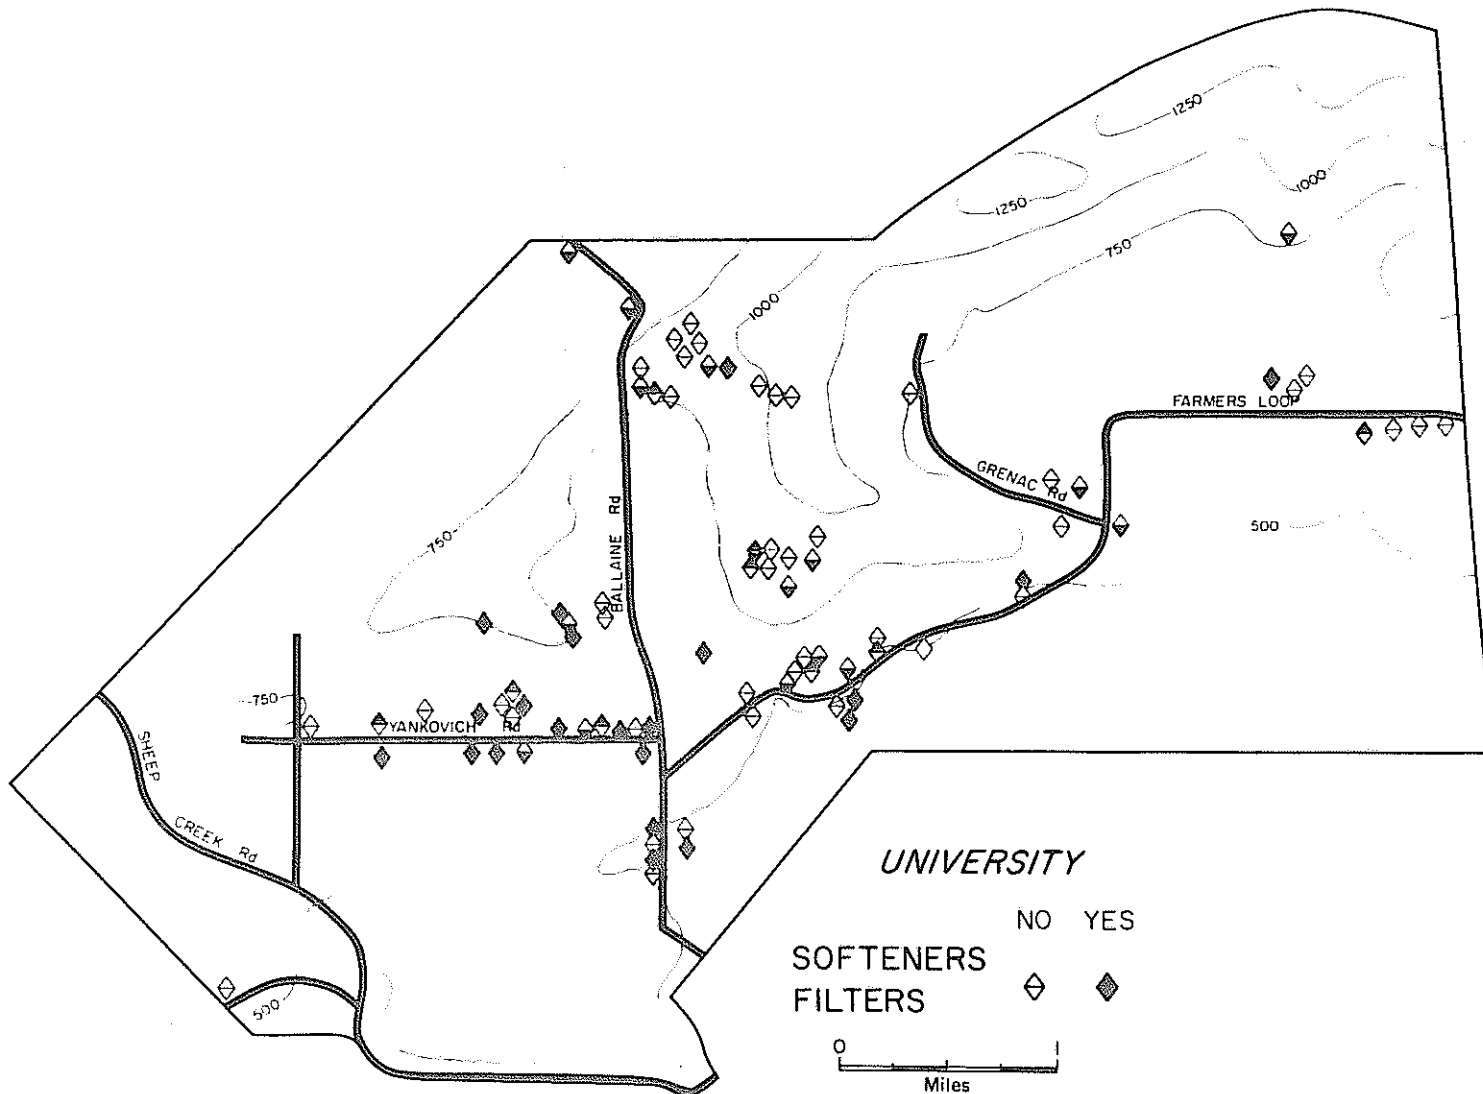 1250
1250
1000
750
1000
FARMERS LOOP
GRENAC Rd
500
750
BALLAINE Rd
750
YANKOVICH Rd
SHEEP
CREEK Rd
500
UNIVERSITY
NO YES
SOFTENERS
FILTERS
0 1
Miles